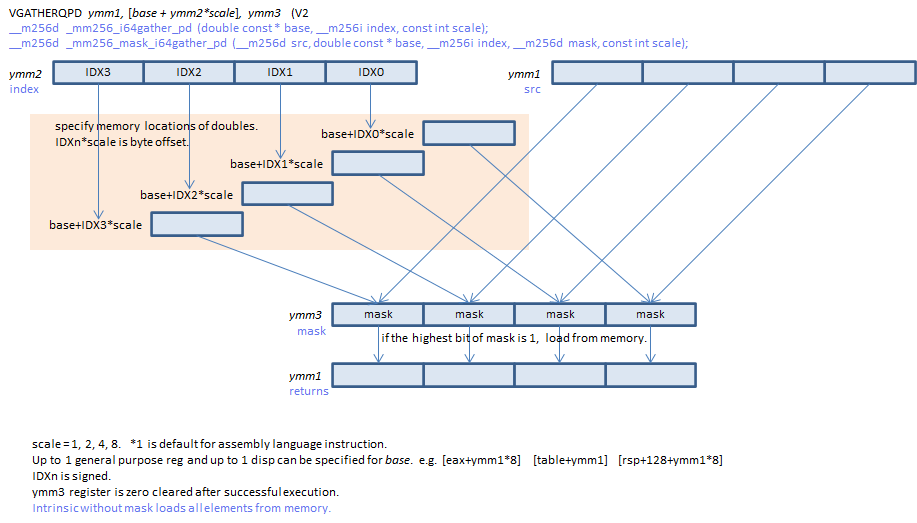 VGATHERQPD ymm1, [base + ymm2*scale], ymm3 (V2
__m256d _mm256_i64gather_pd (double const * base, __m256i index, const int scale);
__m256d _mm256_mask_i64gather_pd (__m256d src, double const * base, __m256i index, __m256d mask, const int scale);
ymm2 IDX3 IDX2 IDX1 IDX0 ymm1
index src
specify memory locations of doubles.
IDXn*scale is byte offset.
base+IDX0*scale
base+IDX1*scale
base+IDX2*scale
base+IDX3*scale
ymm3 mask mask mask mask
mask
if the highest bit of mask is 1, load from memory.
ymm1
returns
scale = 1, 2, 4, 8. *1 is default for assembly language instruction.
Up to 1 general purpose reg and up to 1 disp can be specified for base. e.g. [eax+ymm1*8] [table+ymm1] [rsp+128+ymm1*8]
IDXn is signed.
ymm3 register is zero cleared after successful execution.
Intrinsic without mask loads all elements from memory.